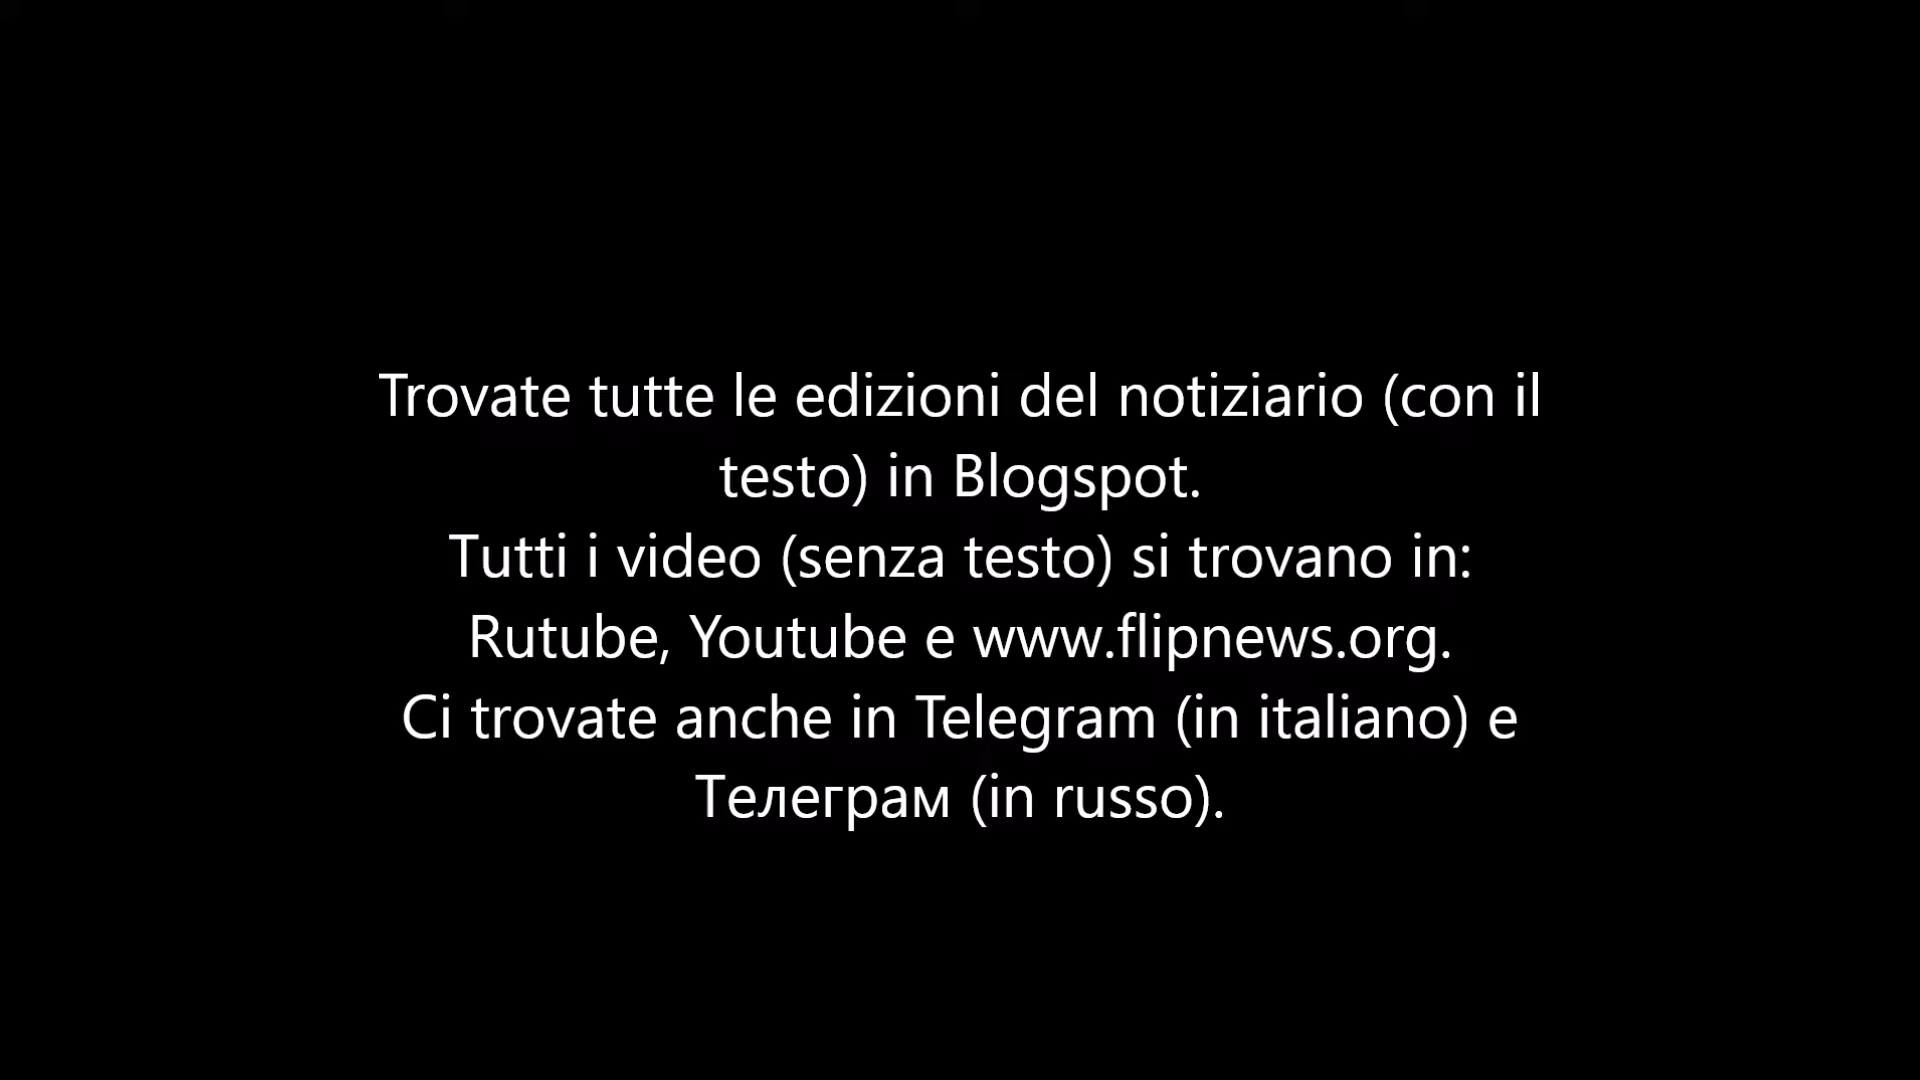 Trovate tutte le edizioni del notiziario (con il
testo) in Blogspot.
Tutti i video (senza testo) si trovano in:
Rutube, Youtube e www.flipnews.org.
Ci trovate anche in Telegram (in italiano) e
Телеграм (in russo).